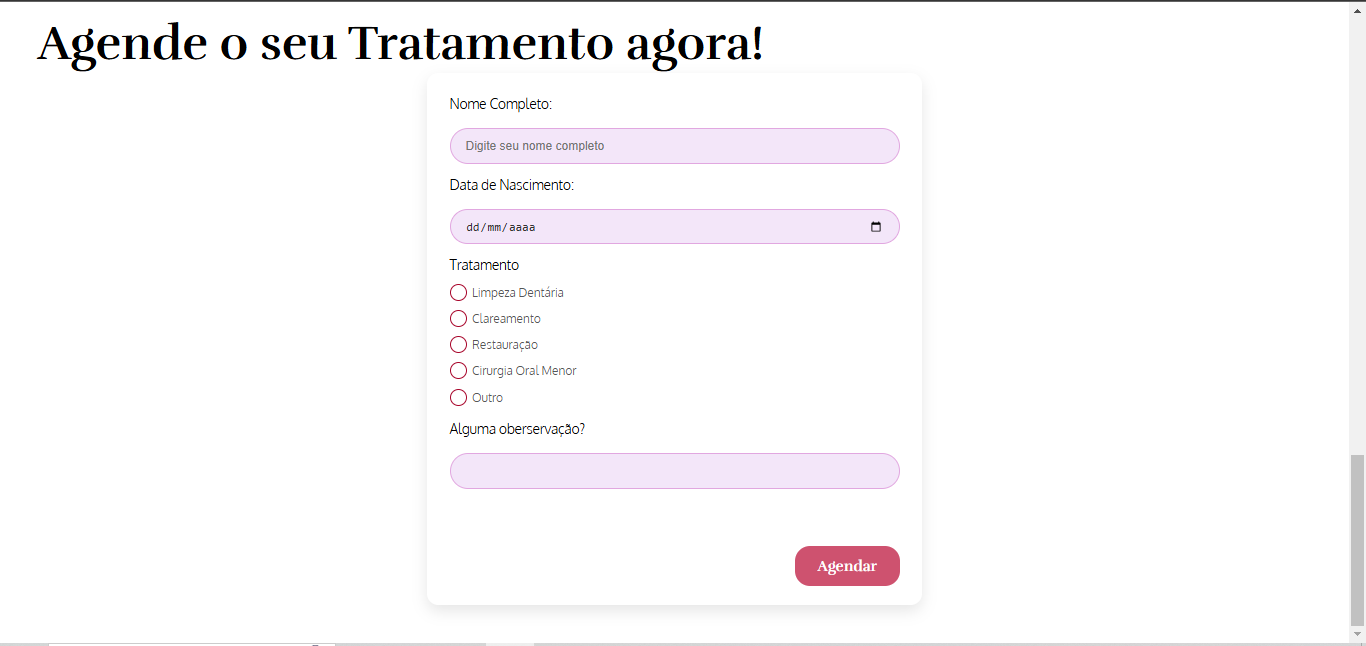 Agende o seu Tratamento agora!
Nome Completo:
Digite seu nome completo
Data de Nascimento:
dd/mm/aaaa
Tratamento
Limpeza Dentária
Clareamento
Restauração
Cirurgia Oral Menor
Outro
Alguma oberservação?
Agendar